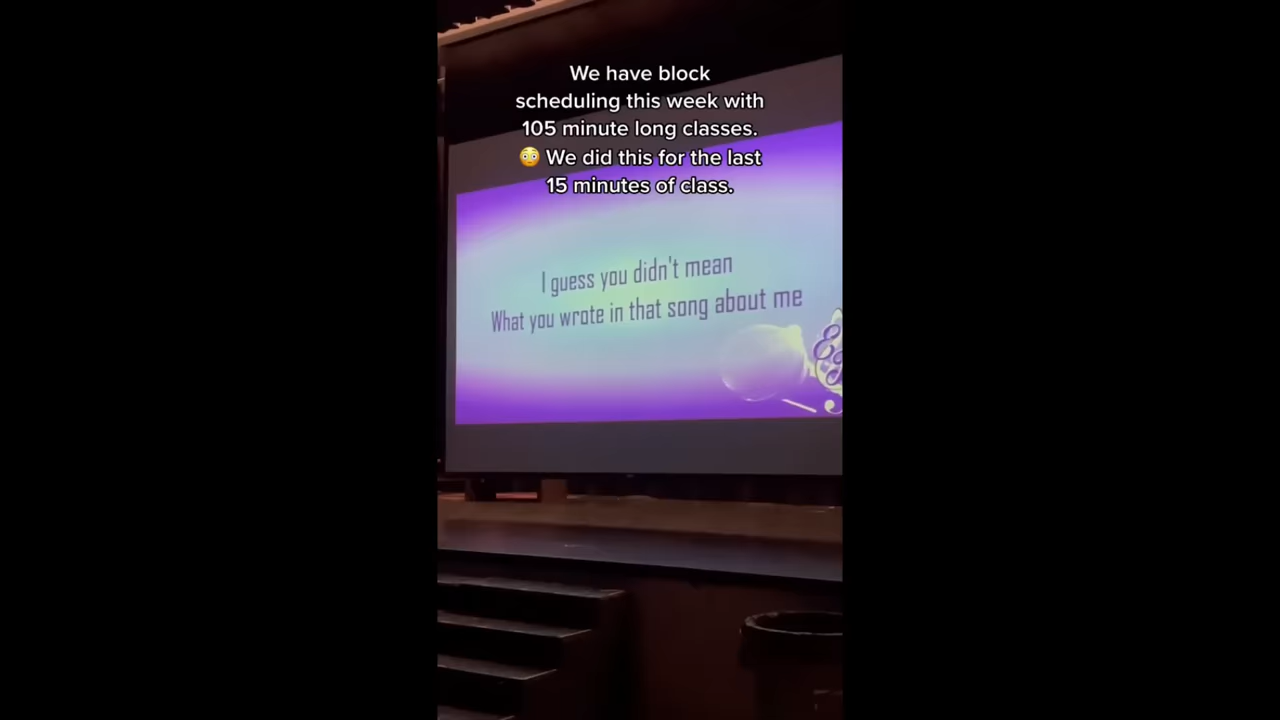 We have block
scheduling this week with
105 minute long classes.
😳 We did this for the last
15 minutes of class.
I guess you didn't mean
What you wrote in that song about me